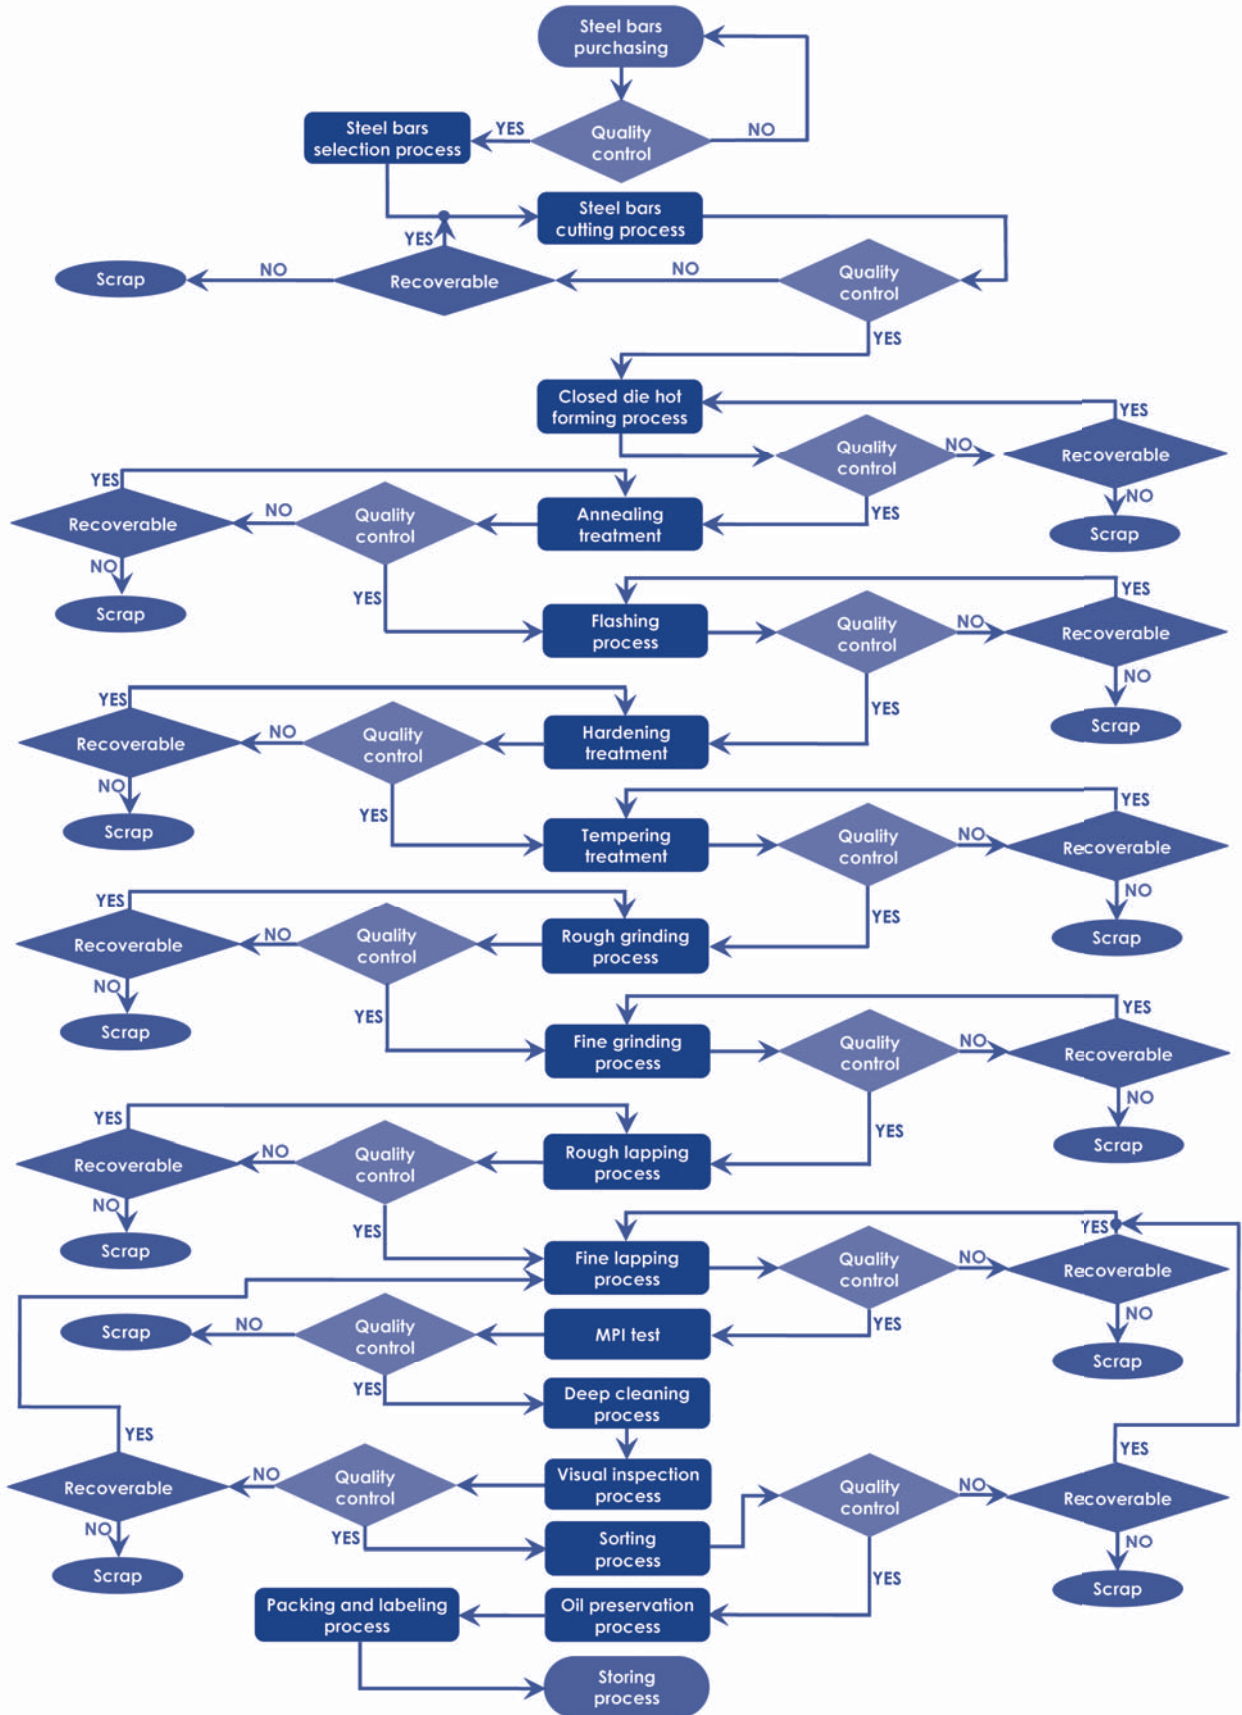 Steel bars
purchasing
Steel bars
selection process
YES
Quality
control
NO
Steel bars
cutting process
YES
Scrap
NO
Recoverable
NO
Quality
control
YES
Closed die hot
forming process
YES
Quality
control
NO
Recoverable
YES
NO
Scrap
YES
Recoverable
NO
Quality
control
Annealing
treatment
NO
Scrap
YES
Flashing
process
YES
Quality
control
NO
Recoverable
YES
NO
Scrap
YES
Recoverable
NO
Quality
control
Hardening
treatment
NO
Scrap
YES
Tempering
treatment
YES
Quality
control
NO
Recoverable
YES
NO
Scrap
YES
Recoverable
NO
Quality
control
Rough grinding
process
NO
Scrap
YES
Fine grinding
process
YES
Quality
control
NO
Recoverable
YES
NO
Scrap
YES
Recoverable
NO
Quality
control
Rough lapping
process
NO
Scrap
YES
Fine lapping
process
YES
Quality
control
NO
Recoverable
YES
NO
Scrap
Scrap
NO
Quality
control
MPI test
YES
Deep cleaning
process
YES
Recoverable
NO
Quality
control
Visual inspection
process
NO
Scrap
YES
Sorting
process
Quality
control
NO
YES
Recoverable
YES
NO
Scrap
Packing and labeling
process
Oil preservation
process
Storing
process